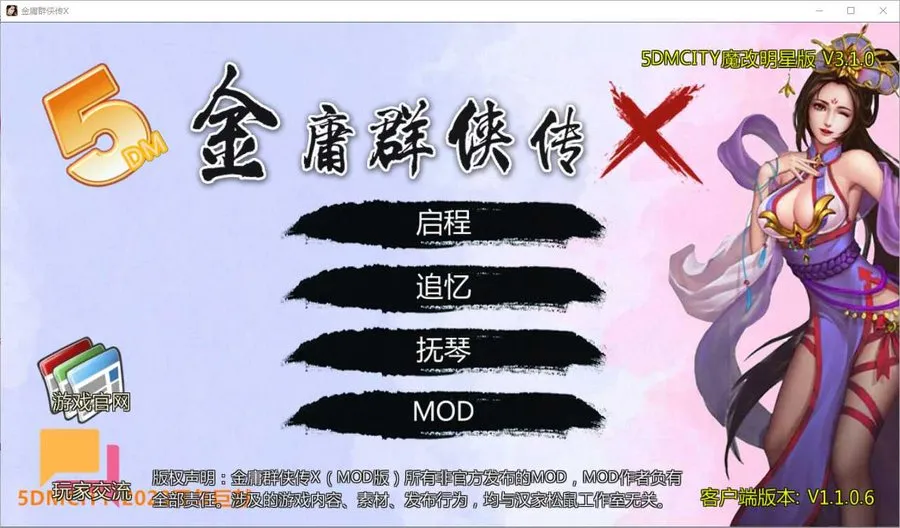 金庸群侠传X
5DMCITY魔改明星版 V3.1.0
5DM
金庸群侠传X
启程
追忆
抚琴
MOD
游戏官网
玩家交流
5DMCITY 202
版权声明：金庸群侠传X（MOD版）所有非官方发布的MOD，MOD作者负有
全部责任。涉及的游戏内容、素材、发布行为，均与汉家松鼠工作室无关。
客户端版本: V1.1.0.6